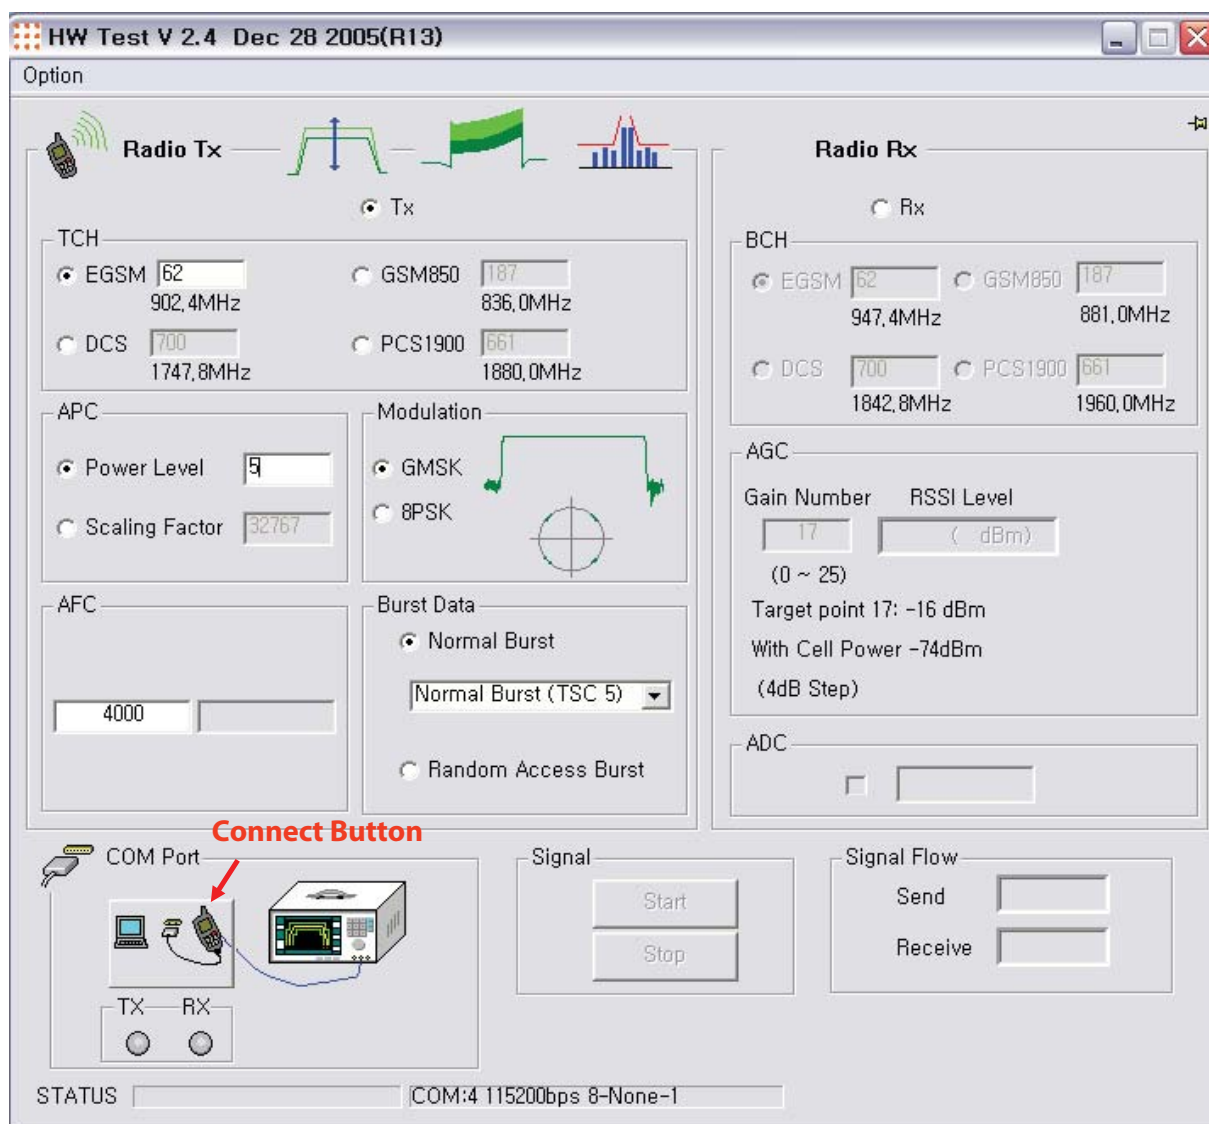 HW Test V 2.4 Dec 28 2005(R13)
Option
Radio Tx
Tx
TCH
EGSM 62
902,4MHz
GSM850 187
836,0MHz
DCS 700
1747,8MHz
PCS1900 661
1880,0MHz
APC
Power Level 5
Scaling Factor 32767
Modulation
GMSK
8PSK
AFC
4000
Burst Data
Normal Burst
Normal Burst (TSC 5)
Random Access Burst
Radio Rx
Rx
BCH
EGSM 62
947,4MHz
GSM850 187
881,0MHz
DCS 700
1842,8MHz
PCS1900 661
1960,0MHz
AGC
Gain Number RSSI Level
17 ( dBm)
(0 ~ 25)
Target point 17: -16 dBm
With Cell Power -74dBm
(4dB Step)
ADC
Connect Button
COM Port
TX RX
Signal
Start
Stop
Signal Flow
Send
Receive
STATUS COM:4 115200bps 8-None-1